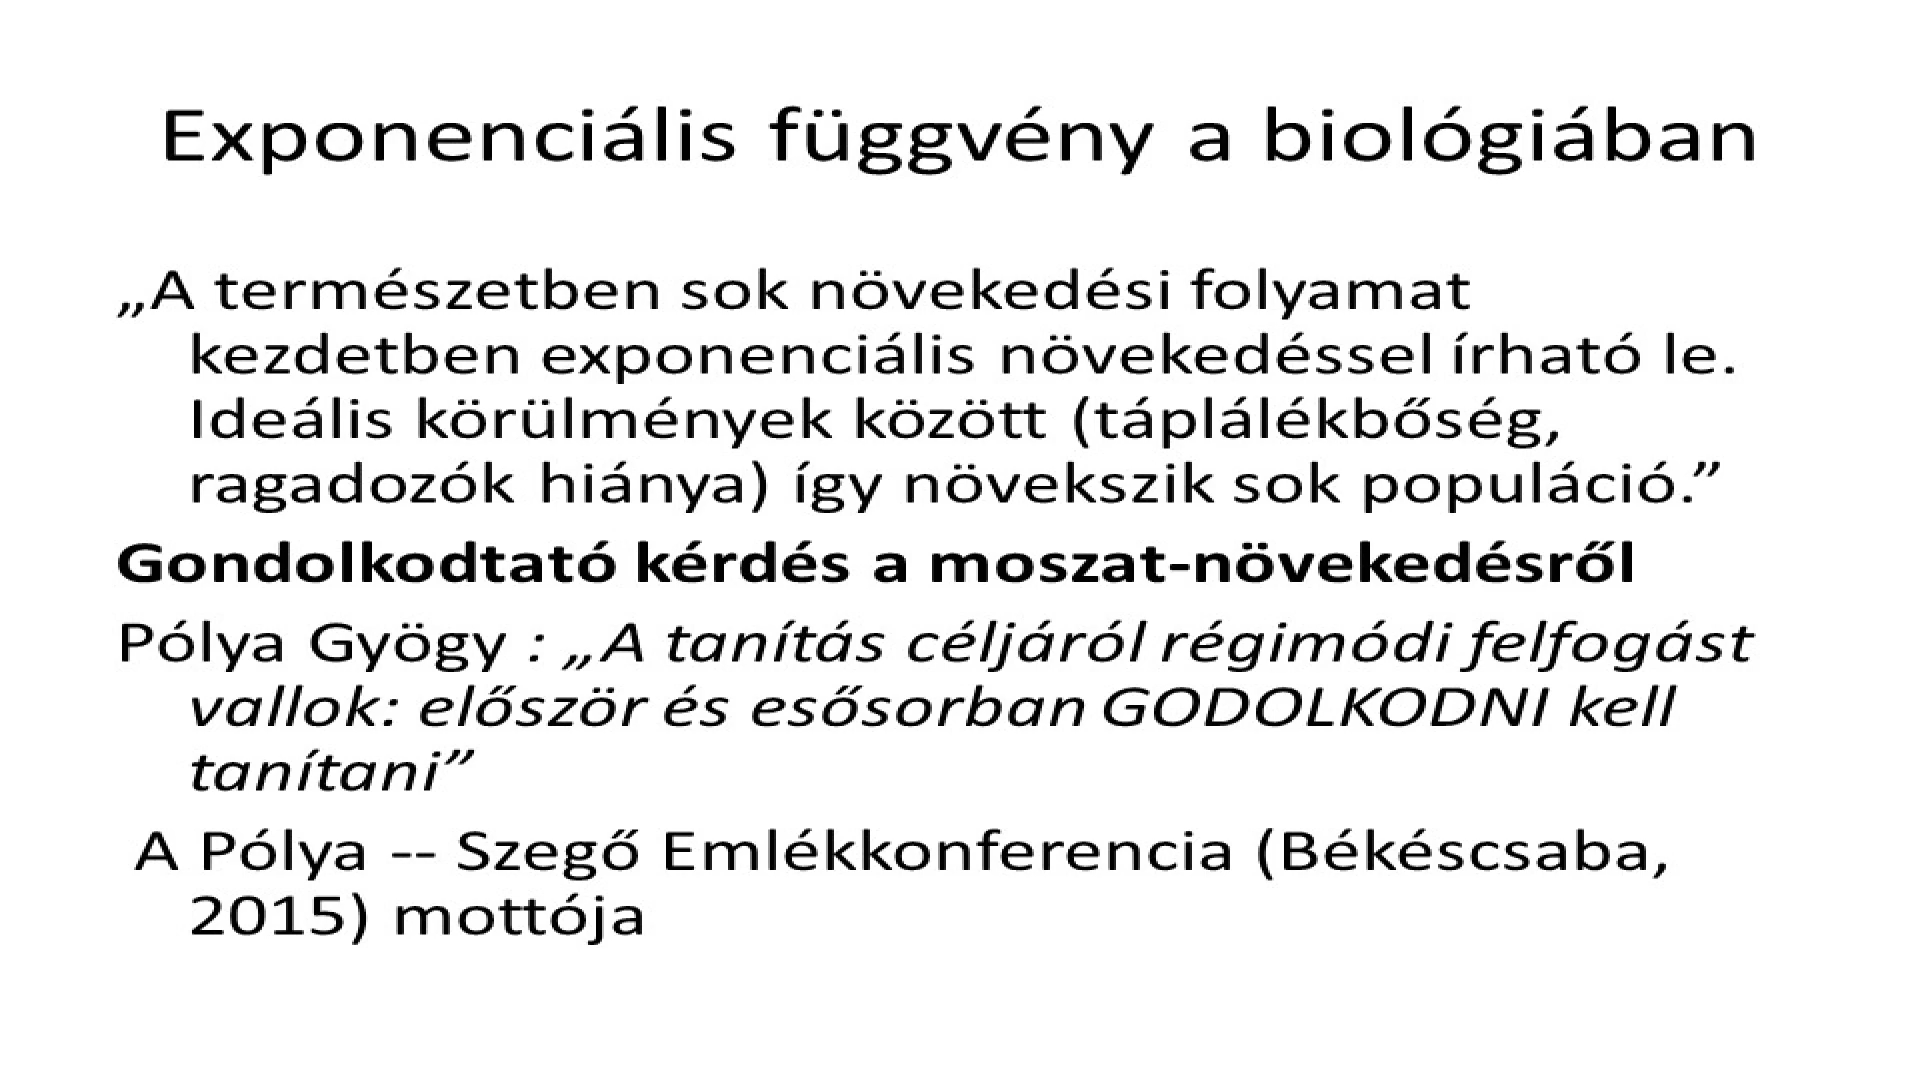 Exponenciális függvény a biológiában
„A természetben sok növekedési folyamat
kezdetben exponenciális növekedéssel írható le.
Ideális körülmények között (táplálékbőség,
ragadozók hiánya) így növekszik sok populáció.”
Gondolkodtató kérdés a moszat-növekedésről
Pólya Gyögy : „A tanítás céljáról régimódi felfogást
vallok: először és esősorban GODOLKODNI kell
tanítani”
A Pólya -- Szegő Emlékkonferencia (Békéscsaba,
2015) mottója